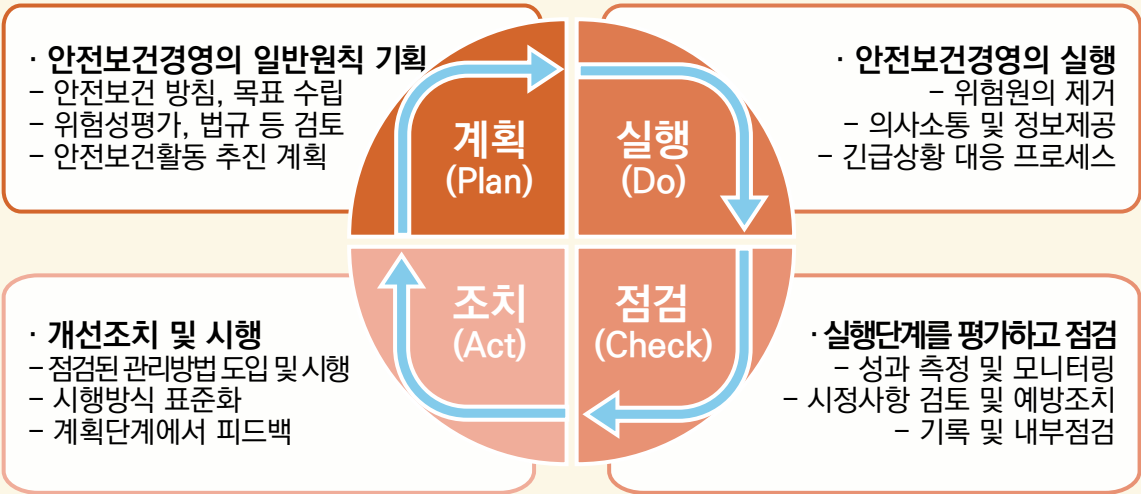 · 안전보건경영의 일반원칙 기획
– 안전보건 방침, 목표 수립
– 위험성평가, 법규 등 검토
– 안전보건활동 추진 계획
계획
(Plan)
실행
(Do)
· 안전보건경영의 실행
– 위험원의 제거
– 의사소통 및 정보제공
– 긴급상황 대응 프로세스
· 개선조치 및 시행
– 점검된 관리방법 도입 및 시행
– 시행방식 표준화
– 계획단계에서 피드백
조치
(Act)
점검
(Check)
· 실행단계를 평가하고 점검
– 성과 측정 및 모니터링
– 시정사항 검토 및 예방조치
– 기록 및 내부점검